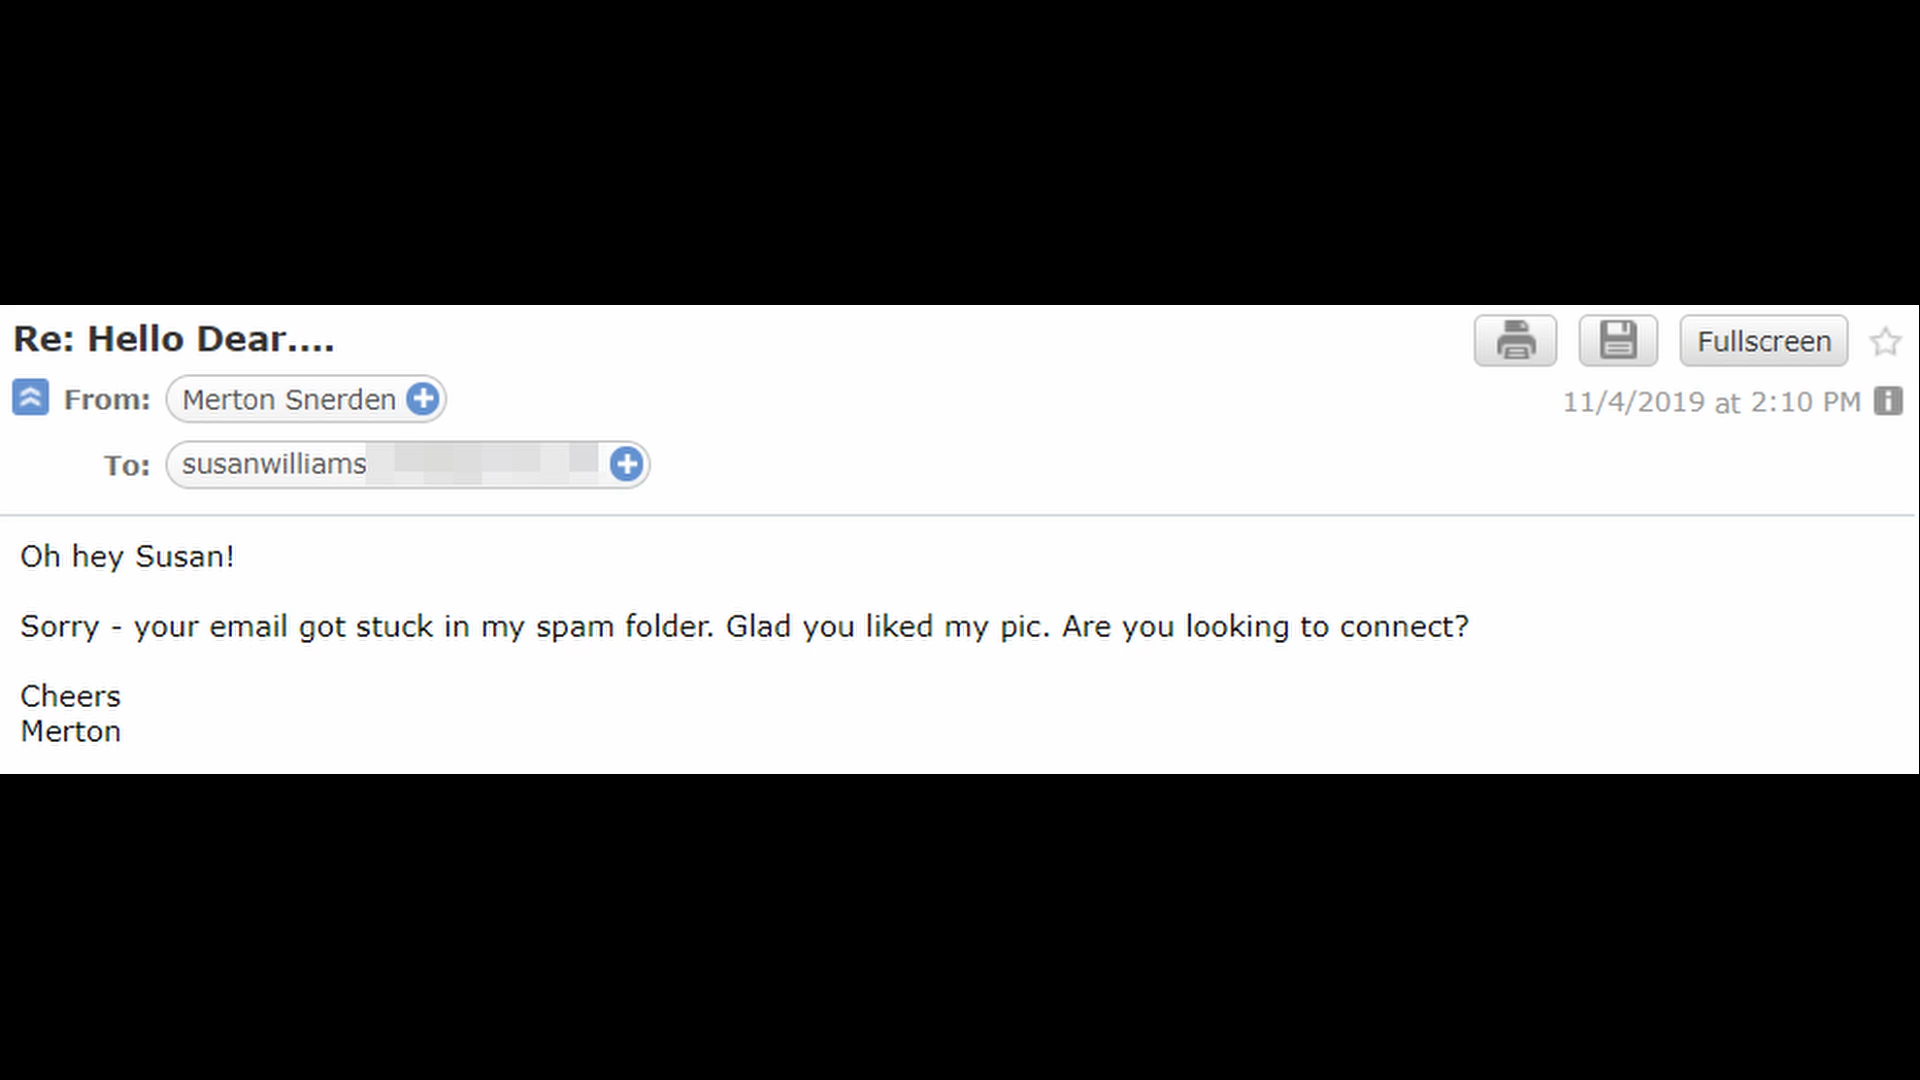 Re: Hello Dear....
Fullscreen
From: Merton Snerden
11/4/2019 at 2:10 PM
To: susanwilliams
Oh hey Susan!
Sorry - your email got stuck in my spam folder. Glad you liked my pic. Are you looking to connect?
Cheers
Merton